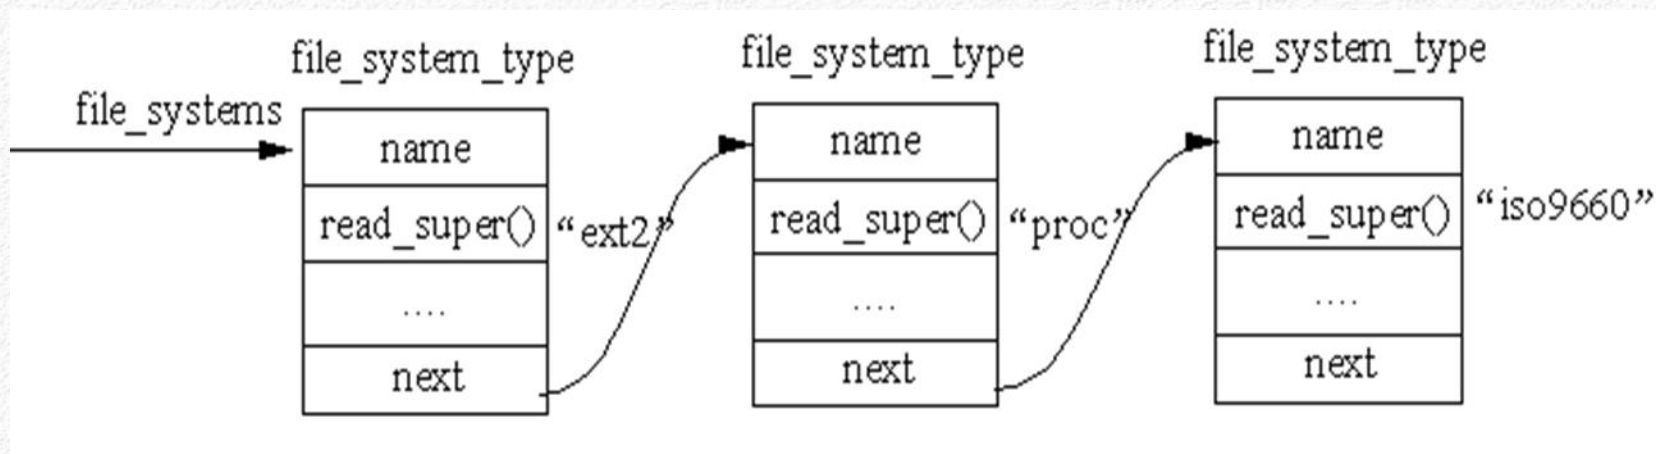 file_systems
file_system_type
name
read_super()
“ext2”
....
next
file_system_type
name
read_super()
“proc”
....
next
file_system_type
name
read_super()
“iso9660”
....
next